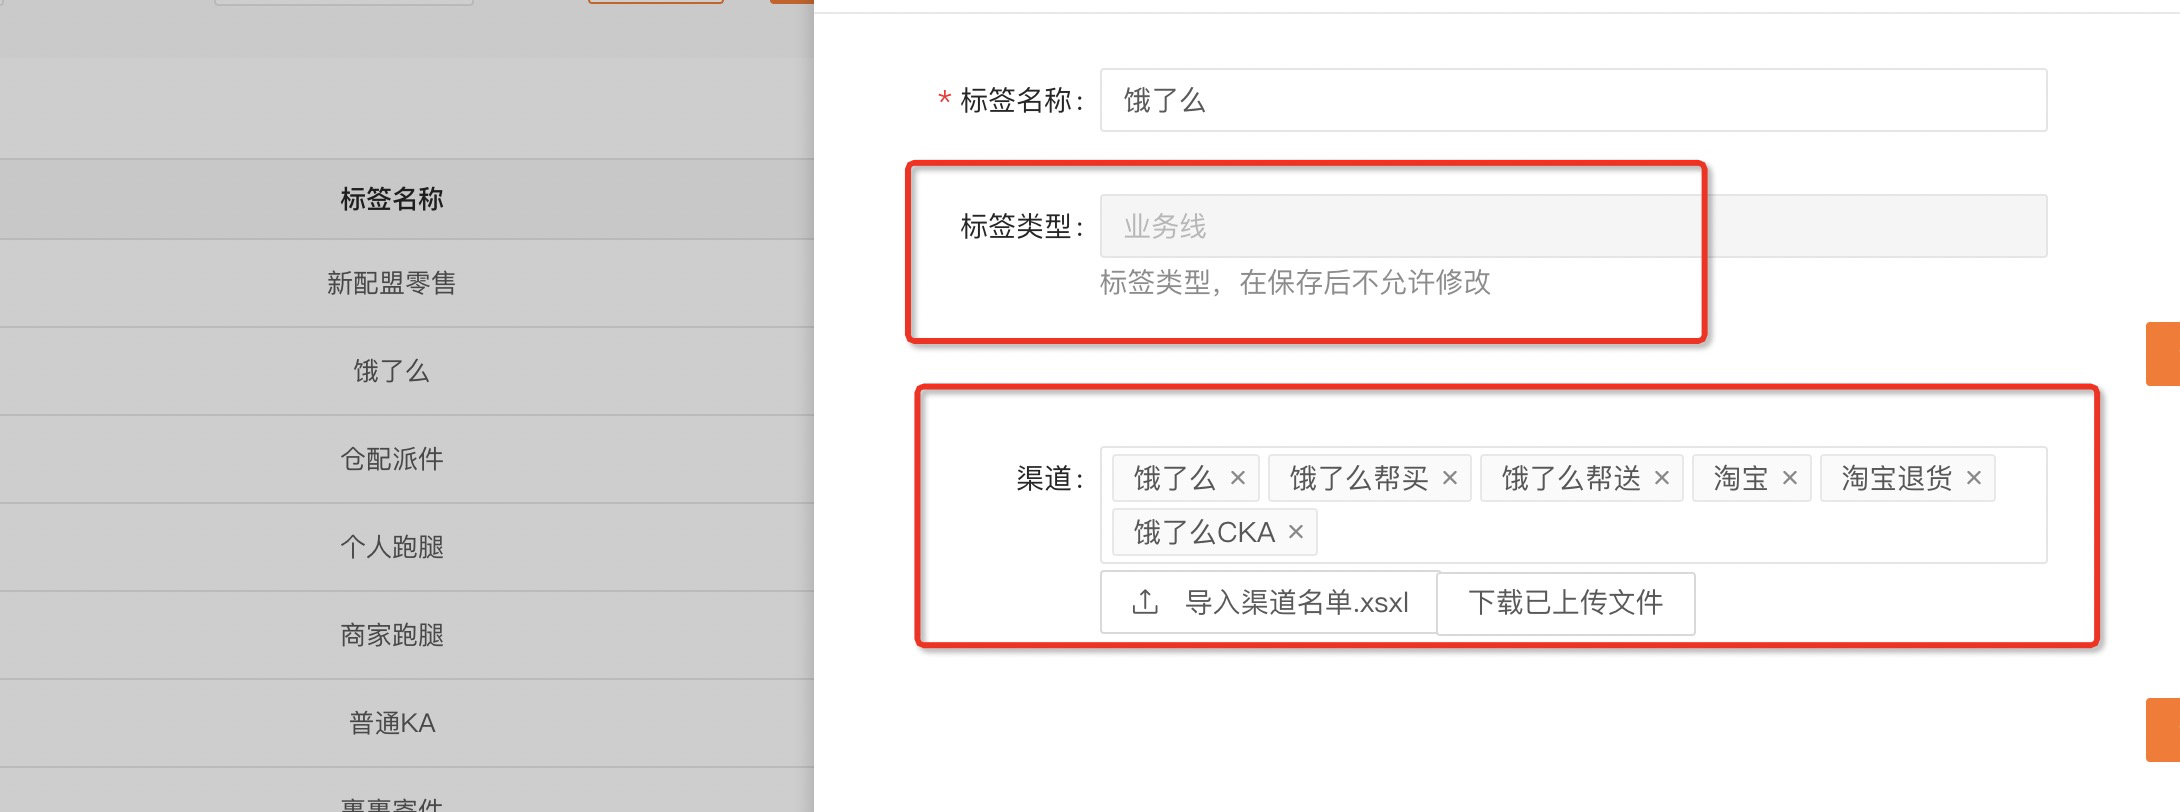 标签名称
新配盟零售
饿了么
仓配派件
个人跑腿
商家跑腿
普通KA
裹裹寄件
* 标签名称:
饿了么
标签类型:
业务线
标签类型，在保存后不允许修改
渠道:
饿了么 × 饿了么帮买 × 饿了么帮送 × 淘宝 × 淘宝退货 ×
饿了么CKA ×
导入渠道名单.xsxl 下载已上传文件